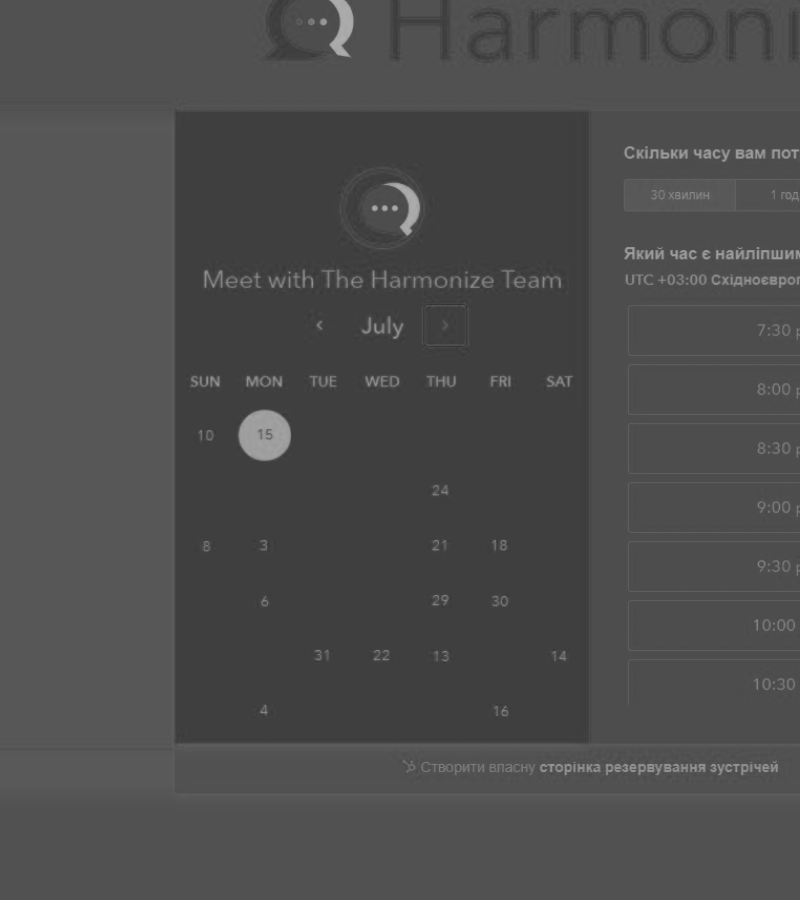 Harmoni
Meet with The Harmonize Team
July
SUN MON TUE WED THU FRI SAT
10 15
24
8 3 21 18
6 29 30
31 22 13 14
4 16
Створити власну сторінка резервування зустрічей
Скільки часу вам пот
30 хвилин 1 год
Який час є найліпшим
UTC +03:00 Східноєвроп
7:30 p
8:00 p
8:30 p
9:00 p
9:30 p
10:00
10:30